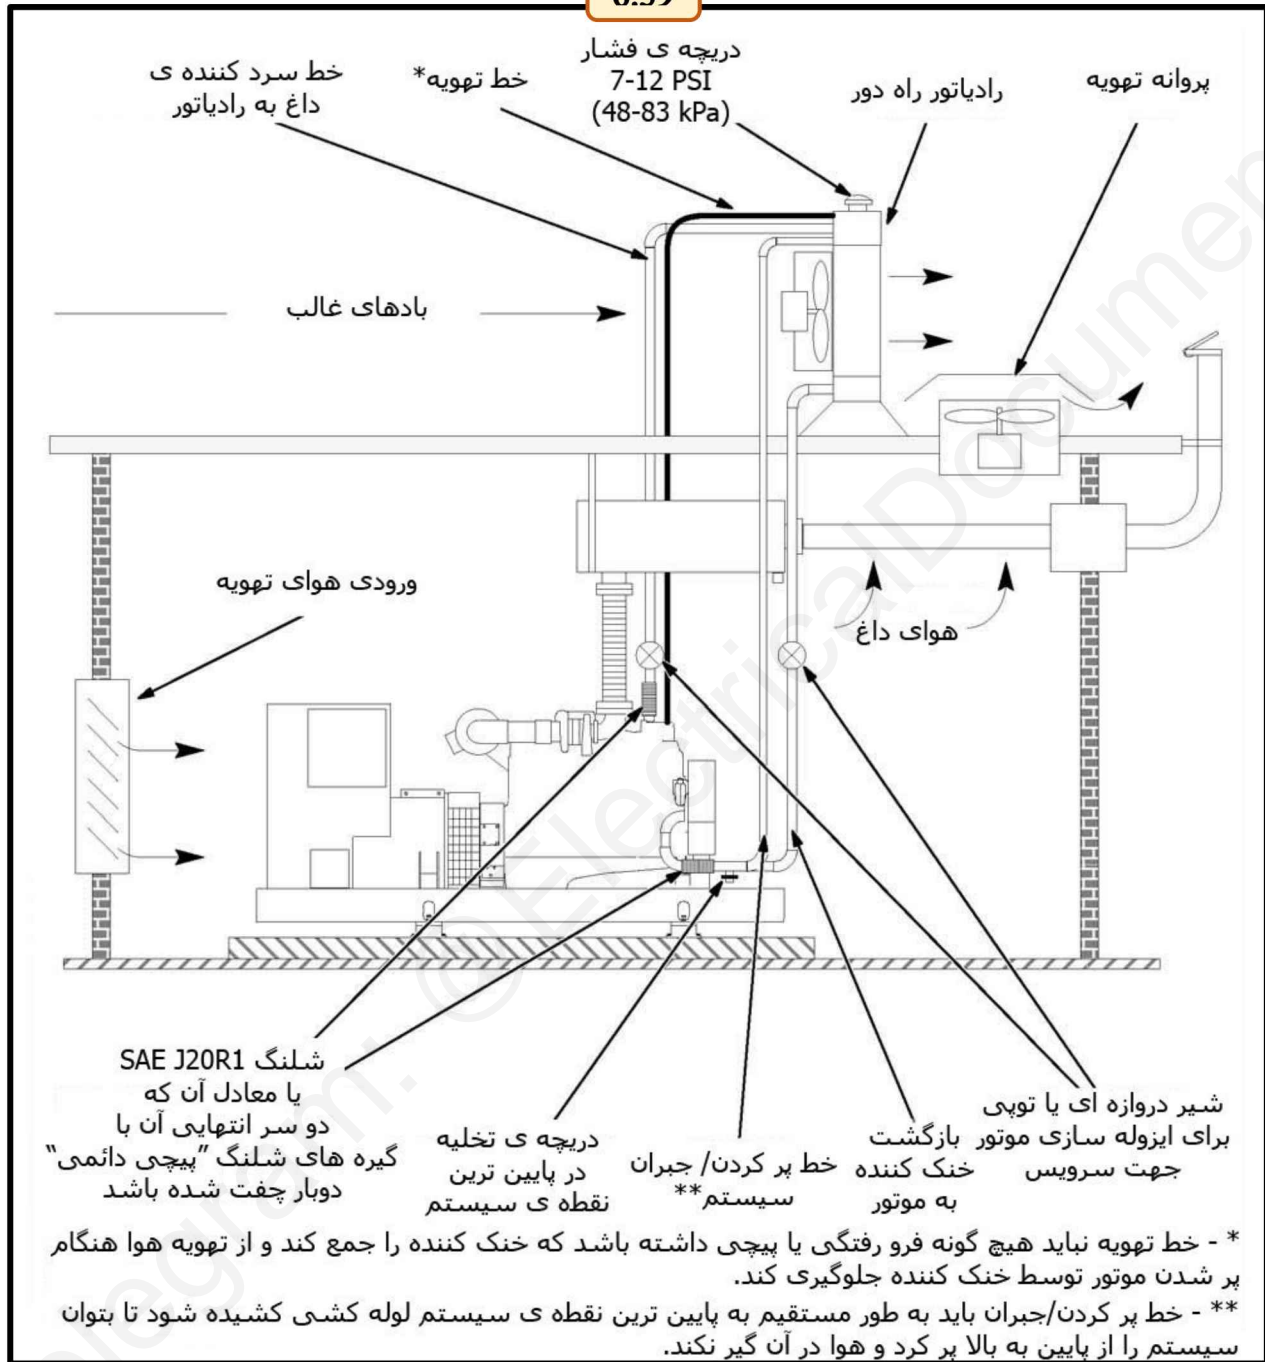 دریچه ی فشار
7-12 PSI
(48-83 kPa)
پروانه تهویه
رادیاتور راه دور
خط تهویه*
خط سرد کننده ی
داغ به رادیاتور
بادهای غالب
ورودی هوای تهویه
هوای داغ
شیر دروازه ای یا توپی
برای ایزوله سازی موتور
جهت سرویس
بازگشت
خنک کننده
به موتور
خط پر کردن/ جبران
سیستم**
دریچه ی تخلیه
در پایین ترین
نقطه ی سیستم
شلنگ SAE J20R1
یا معادل آن که
دو سر انتهایی آن با
گیره های شلنگ "پیچی دائمی"
دوبار چفت شده باشد
* - خط تهویه نباید هیچ گونه فرو رفتگی یا پیچی داشته باشد که خنک کننده را جمع کند و از تهویه هوا هنگام
پر شدن موتور توسط خنک کننده جلوگیری کند.
** - خط پر کردن/جبران باید به طور مستقیم به پایین ترین نقطه ی سیستم لوله کشی کشیده شود تا بتوان
سیستم را از پایین به بالا پر کرد و هوا در آن گیر نکند.